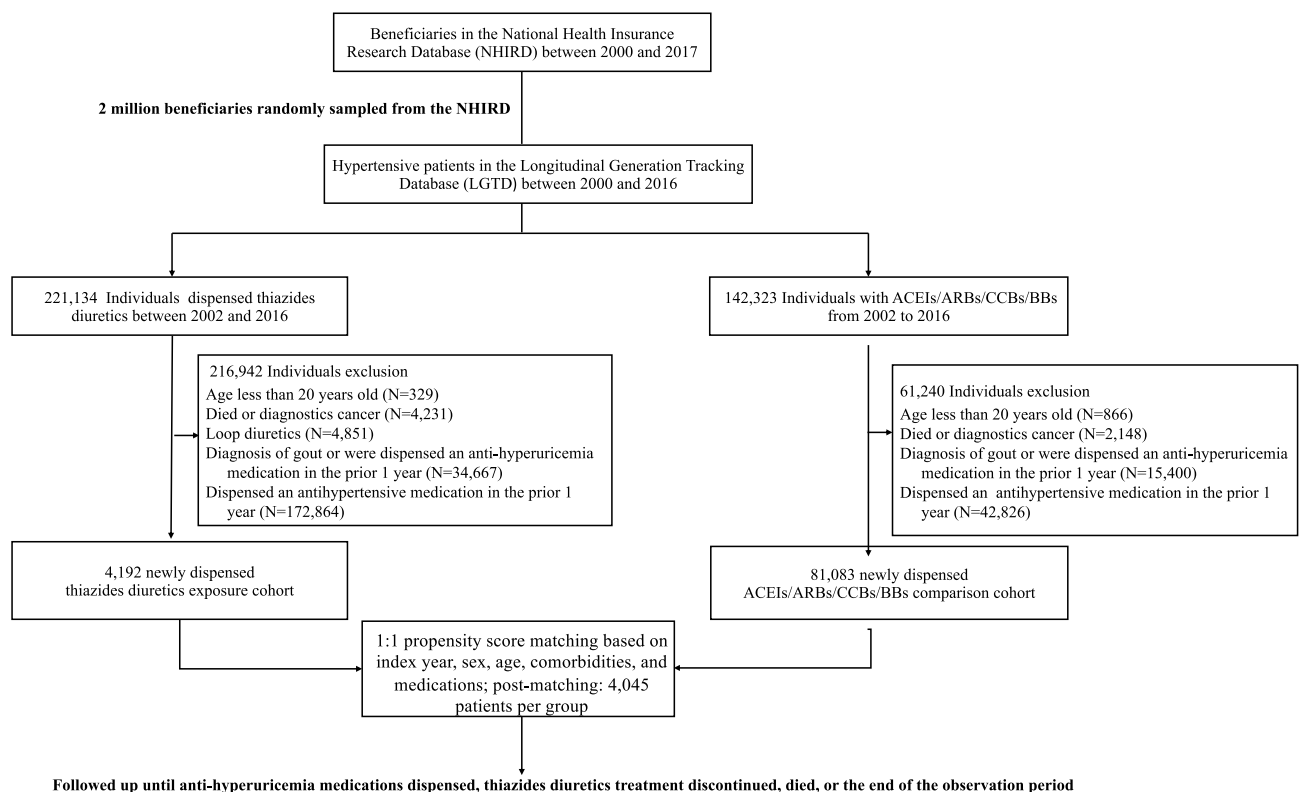 Beneficiaries in the National Health Insurance
Research Database (NHIRD) between 2000 and 2017
2 million beneficiaries randomly sampled from the NHIRD
Hypertensive patients in the Longitudinal Generation Tracking
Database (LGTD) between 2000 and 2016
221,134 Individuals dispensed thiazides
diuretics between 2002 and 2016
142,323 Individuals with ACEIs/ARBs/CCBs/BBs
from 2002 to 2016
216,942 Individuals exclusion
Age less than 20 years old (N=329)
Died or diagnostics cancer (N=4,231)
Loop diuretics (N=4,851)
Diagnosis of gout or were dispensed an anti-hyperuricemia
medication in the prior 1 year (N=34,667)
Dispensed an antihypertensive medication in the prior 1
year (N=172,864)
61,240 Individuals exclusion
Age less than 20 years old (N=866)
Died or diagnostics cancer (N=2,148)
Diagnosis of gout or were dispensed an anti-hyperuricemia
medication in the prior 1 year (N=15,400)
Dispensed an antihypertensive medication in the prior 1
year (N=42,826)
4,192 newly dispensed
thiazides diuretics exposure cohort
81,083 newly dispensed
ACEIs/ARBs/CCBs/BBs comparison cohort
1:1 propensity score matching based on
index year, sex, age, comorbidities, and
medications; post-matching: 4,045
patients per group
Followed up until anti-hyperuricemia medications dispensed, thiazides diuretics treatment discontinued, died, or the end of the observation period